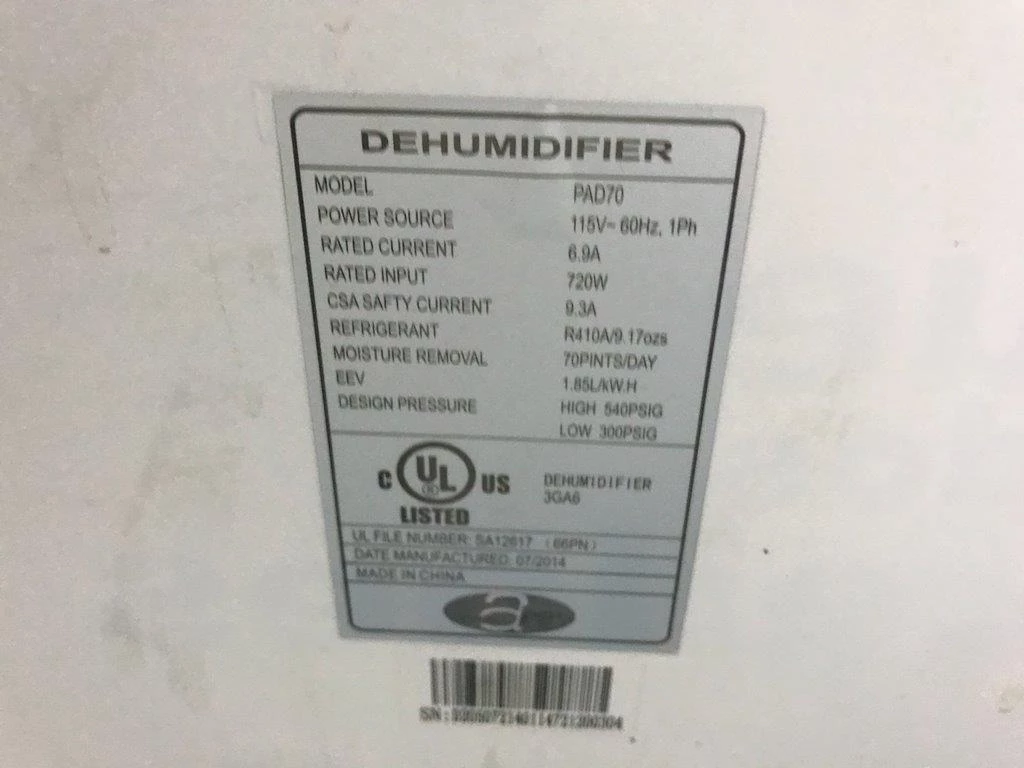 DEHUMIDIFIER
MODEL PAD70
POWER SOURCE 115V~ 60Hz, 1Ph
RATED CURRENT 6.9A
RATED INPUT 720W
CSA SAFTY CURRENT 9.3A
REFRIGERANT R410A/9.17ozs
MOISTURE REMOVAL 70PINTS/DAY
EEV 1.85L/kW.H
DESIGN PRESSURE HIGH 540PSIG
LOW 300PSIG
C UL US
LISTED
DEHUMIDIFIER
3GA6
UL FILE NUMBER: SA12617 (66PN)
DATE MANUFACTURED: 07/2014
MADE IN CHINA
a
SN: